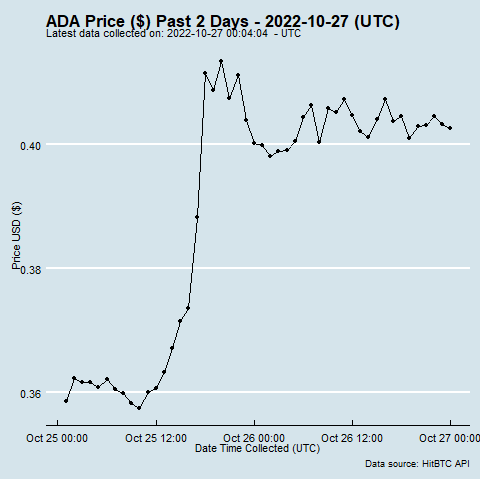 ADA Price ($) Past 2 Days - 2022-10-27 (UTC)
Latest data collected on: 2022-10-27 00:04:04 - UTC
Price USD ($)
0.40
0.38
0.36
Oct 25 00:00
Oct 25 12:00
Oct 26 00:00
Oct 26 12:00
Oct 27 00:00
Date Time Collected (UTC)
Data source: HitBTC API